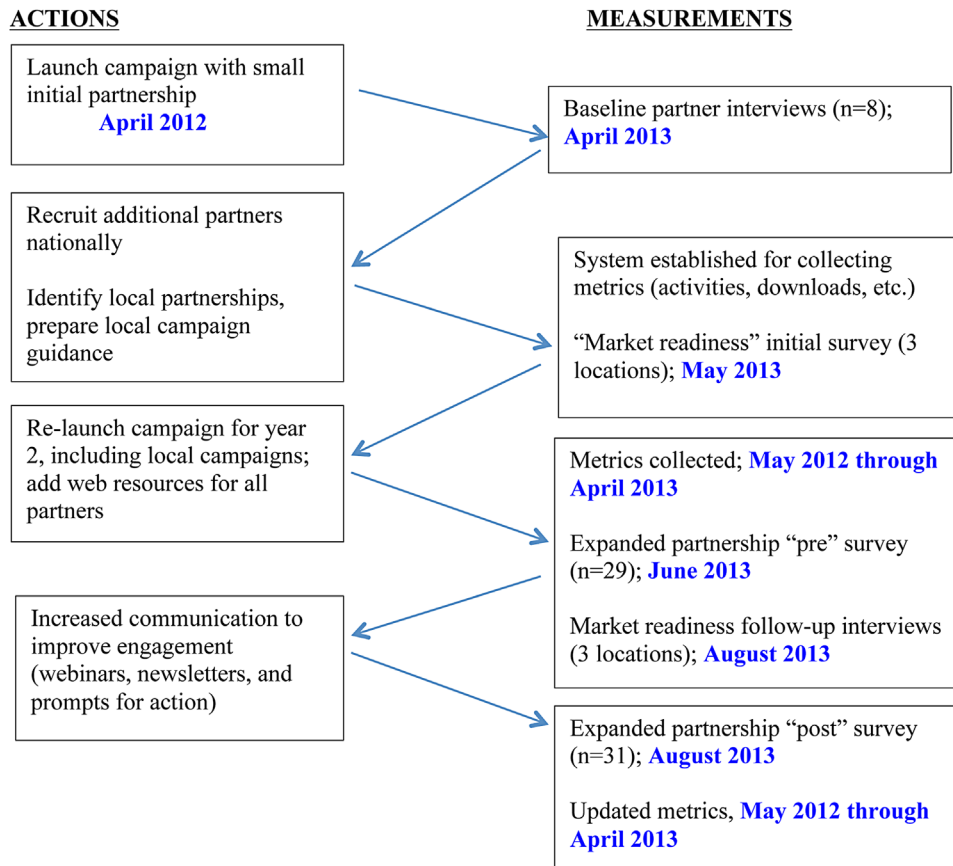 ACTIONS
MEASUREMENTS
Launch campaign with small
initial partnership
April 2012
Baseline partner interviews (n=8);
April 2013
Recruit additional partners
nationally
Identify local partnerships,
prepare local campaign
guidance
System established for collecting
metrics (activities, downloads, etc.)
“Market readiness” initial survey (3
locations); May 2013
Re-launch campaign for year
2, including local campaigns;
add web resources for all
partners
Metrics collected; May 2012 through
April 2013
Expanded partnership “pre” survey
(n=29); June 2013
Market readiness follow-up interviews
(3 locations); August 2013
Increased communication to
improve engagement
(webinars, newsletters, and
prompts for action)
Expanded partnership “post” survey
(n=31); August 2013
Updated metrics, May 2012 through
April 2013